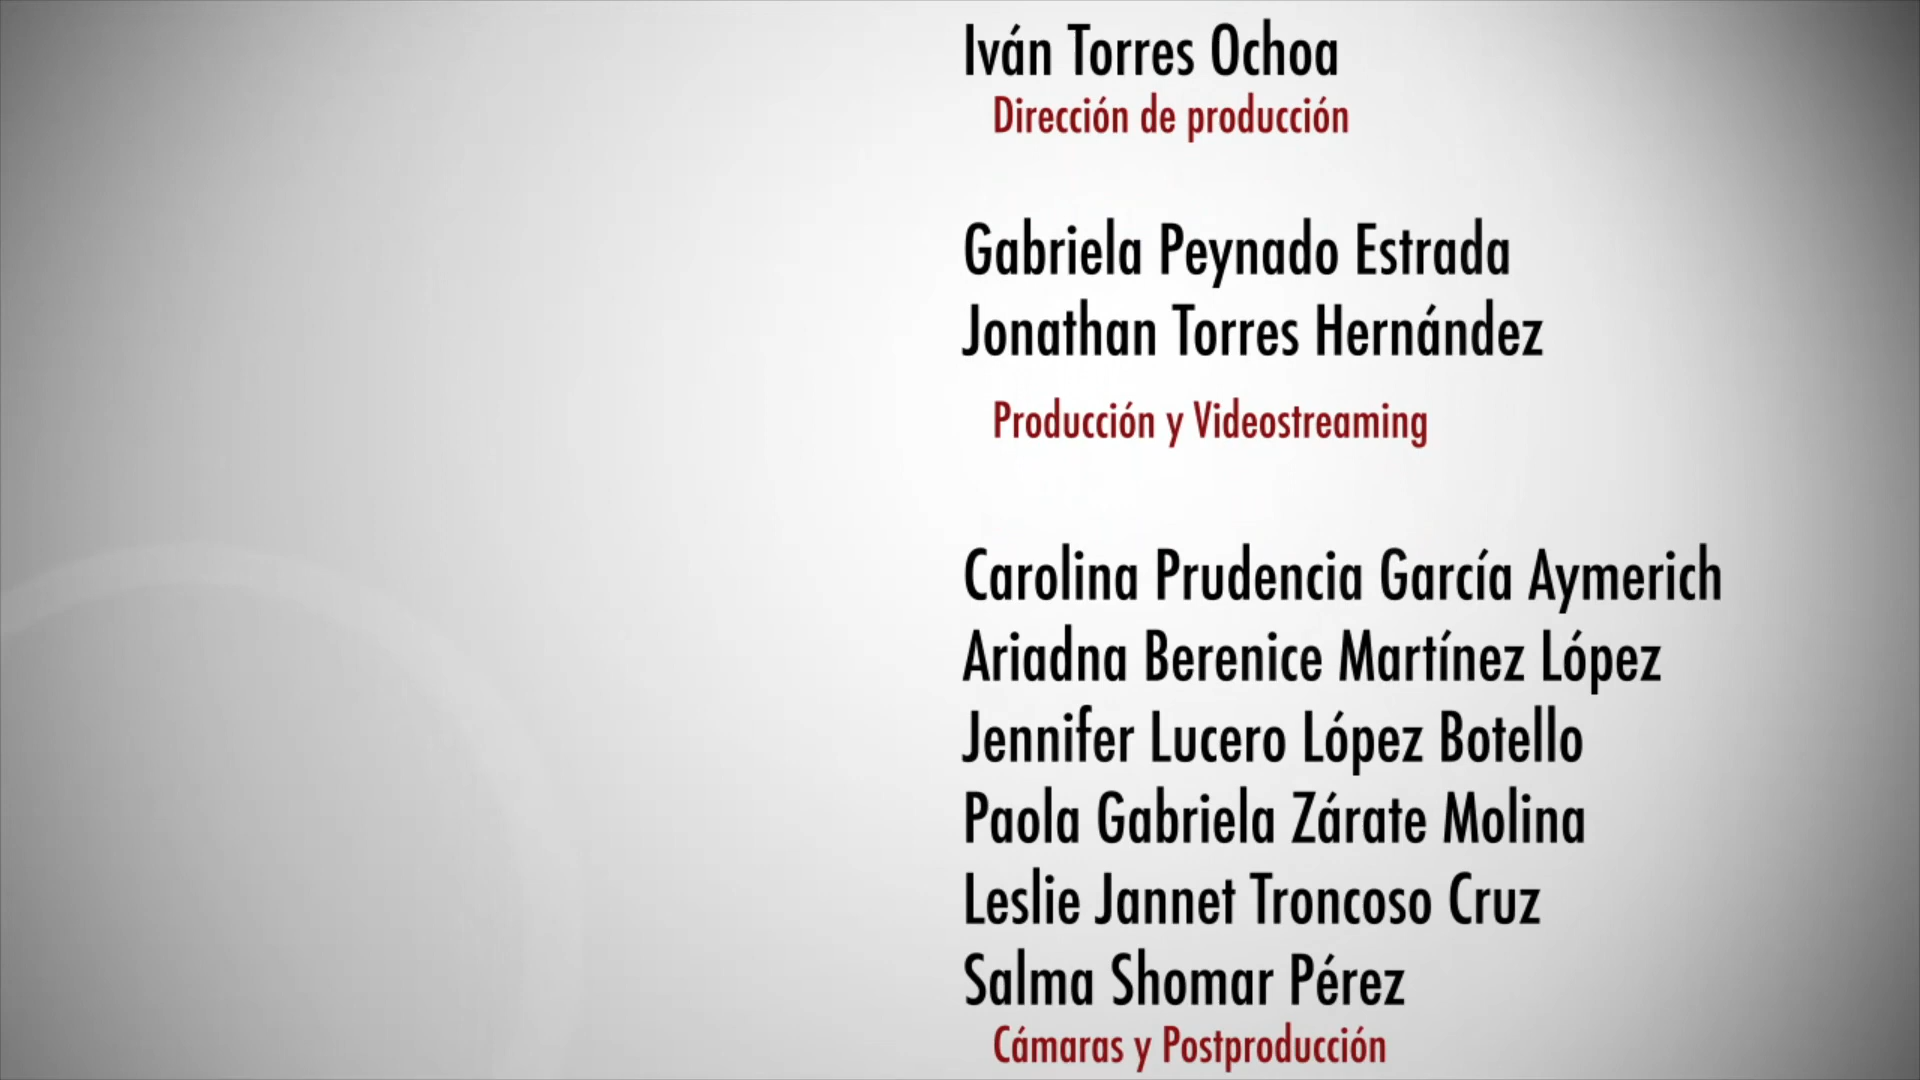 Iván Torres Ochoa
Dirección de producción
Gabriela Peynado Estrada
Jonathan Torres Hernández
Producción y Videostreaming
Carolina Prudencia García Aymerich
Ariadna Berenice Martínez López
Jennifer Lucero López Botello
Paola Gabriela Zárate Molina
Leslie Jannet Troncoso Cruz
Salma Shomar Pérez
Cámaras y Postproducción